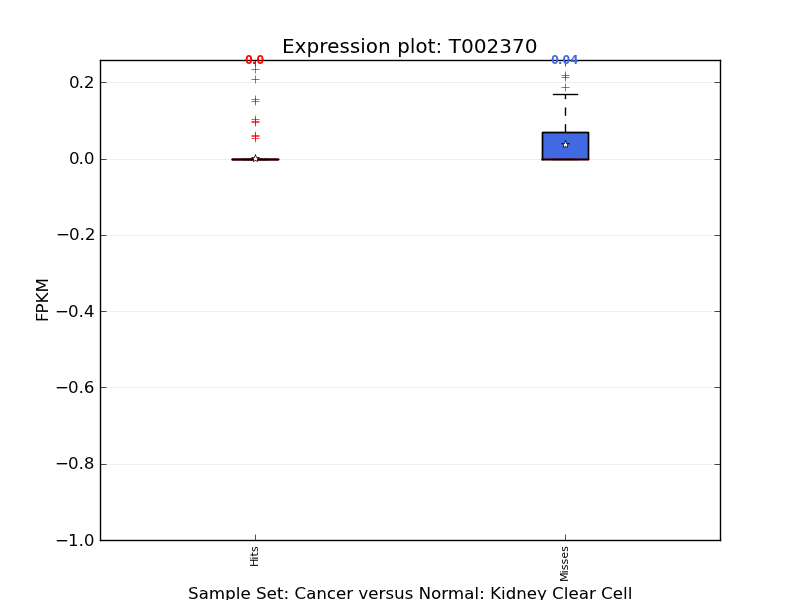 Expression plot: T002370
0.0
0.04
0.2
0.0
−0.2
−0.4
−0.6
−0.8
−1.0
FPKM
Hits
Misses
Sample Set: Cancer versus Normal: Kidney Clear Cell